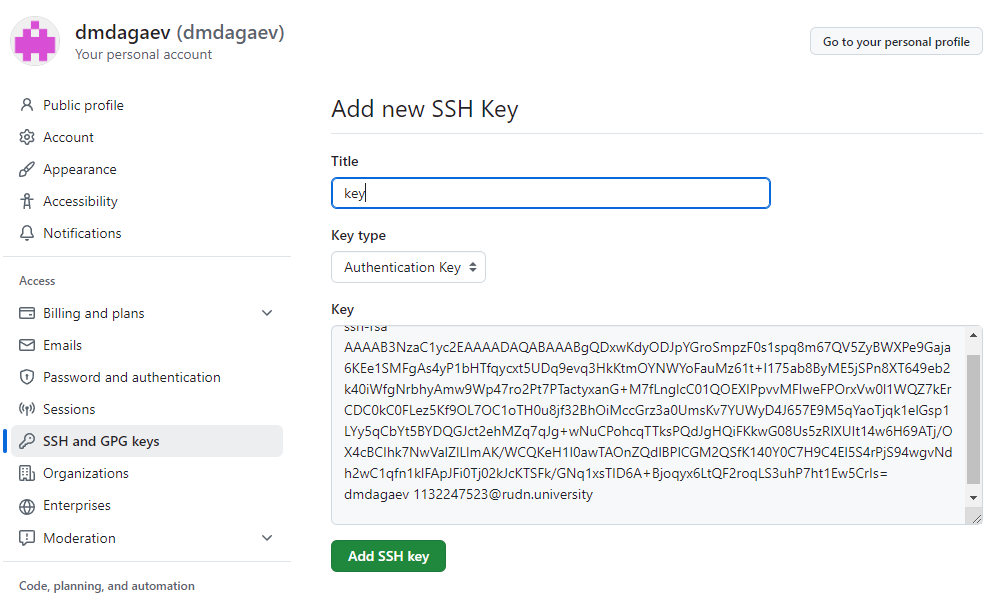 dmdagaev (dmdagaev)
Your personal account
Go to your personal profile
Public profile
Account
Appearance
Accessibility
Notifications
Access
Billing and plans
Emails
Password and authentication
Sessions
SSH and GPG keys
Organizations
Enterprises
Moderation
Code, planning, and automation
Add new SSH Key
Title
key
Key type
Authentication Key
Key
ssh-rsa
AAAAB3NzaC1yc2EAAAADAQABAAABgQDxwKdyODJpYGroSmpzF0s1spq8m67QV5ZyBWXPe9Gaja
6KEe1SMFgAs4yP1bHTfqycxt5UDq9evq3HkKtmOYNWYoFauMz61t+I175ab8ByME5jSPn8XT649eb2
k40iWfgNrbhyAmw9Wp47ro2Pt7PTactyxanG+M7fLnglcC01QOEXIPpvvMFIweFPOrxVw0I1WQZ7kEr
CDC0kC0FLez5Kf9OL7OC1oTH0u8jf32BhOiMccGrz3a0UmsKv7YUWyD4J657E9M5qYaoTjqk1elGsp1
LYy5qCbYt5BYDQGJct2ehMZq7qJg+wNuCPohcqTTksPQdJgHQiFKkwG08Us5zRIXUIt14w6H69ATj/O
X4cBCIhk7NwVaIZILImAK/WCQKeH1I0awTAOnZQdIBPICGM2QSfK140Y0C7H9C4EI5S4rPjS94wgvNd
h2wC1qfn1kIFApJFi0Tj02kJcKTSFk/GNq1xsTID6A+Bjoqyx6LtQF2roqLS3uhP7ht1Ew5CrIs=
dmdagaev 1132247523@rudn.university
Add SSH key